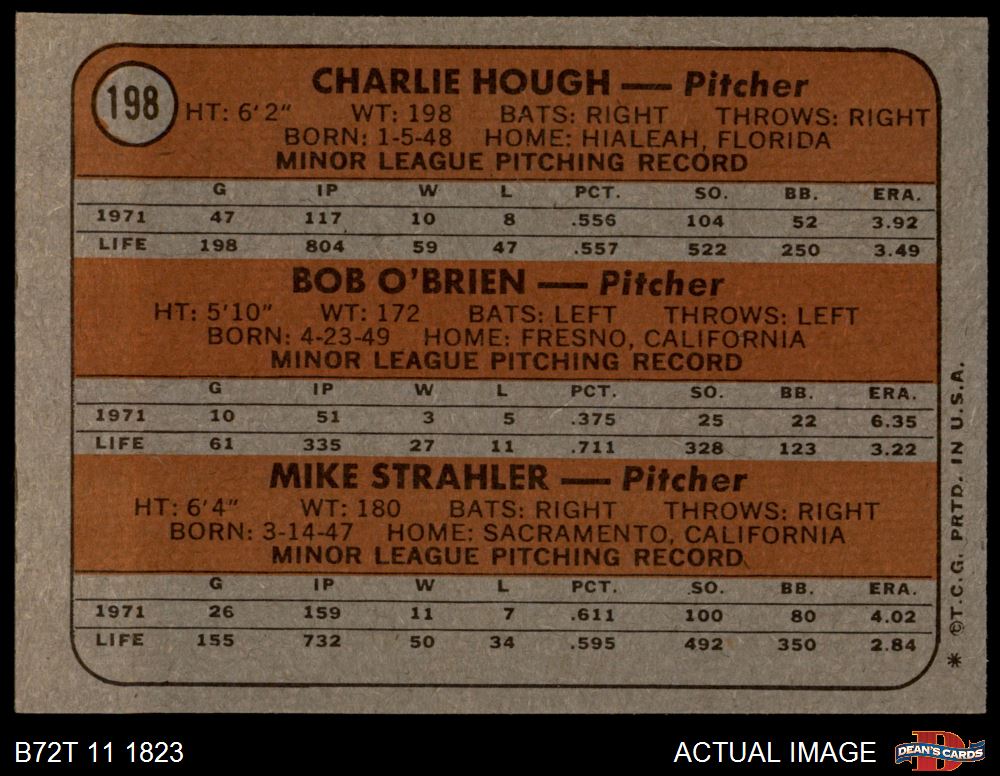 198
CHARLIE HOUGH — Pitcher
HT: 6'2" WT: 198 BATS: RIGHT THROWS: RIGHT
BORN: 1-5-48 HOME: HIALEAH, FLORIDA
MINOR LEAGUE PITCHING RECORD
G IP W L PCT. SO. BB. ERA.
1971 47 117 10 8 .556 104 52 3.92
LIFE 198 804 59 47 .557 522 250 3.49
BOB O'BRIEN — Pitcher
HT: 5'10" WT: 172 BATS: LEFT THROWS: LEFT
BORN: 4-23-49 HOME: FRESNO, CALIFORNIA
MINOR LEAGUE PITCHING RECORD
G IP W L PCT. SO. BB. ERA.
1971 10 51 3 5 .375 25 22 6.35
LIFE 61 335 27 11 .711 328 123 3.22
MIKE STRAHLER — Pitcher
HT: 6'4" WT: 180 BATS: RIGHT THROWS: RIGHT
BORN: 3-14-47 HOME: SACRAMENTO, CALIFORNIA
MINOR LEAGUE PITCHING RECORD
G IP W L PCT. SO. BB. ERA.
1971 26 159 11 7 .611 100 80 4.02
LIFE 155 732 50 34 .595 492 350 2.84
* ©T.C.G. PRTD. IN U.S.A.
B72T 11 1823
ACTUAL IMAGE
D
DEAN'S CARDS